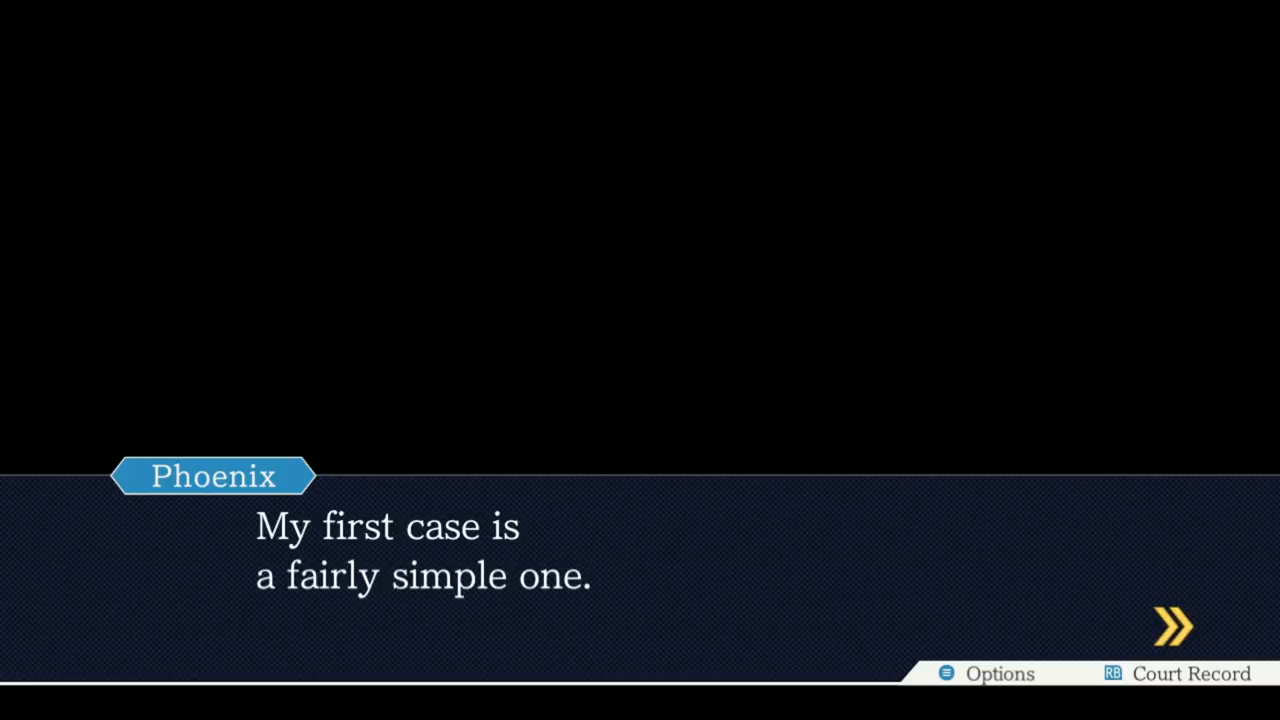 Phoenix
My first case is
a fairly simple one.
Options
RB Court Record